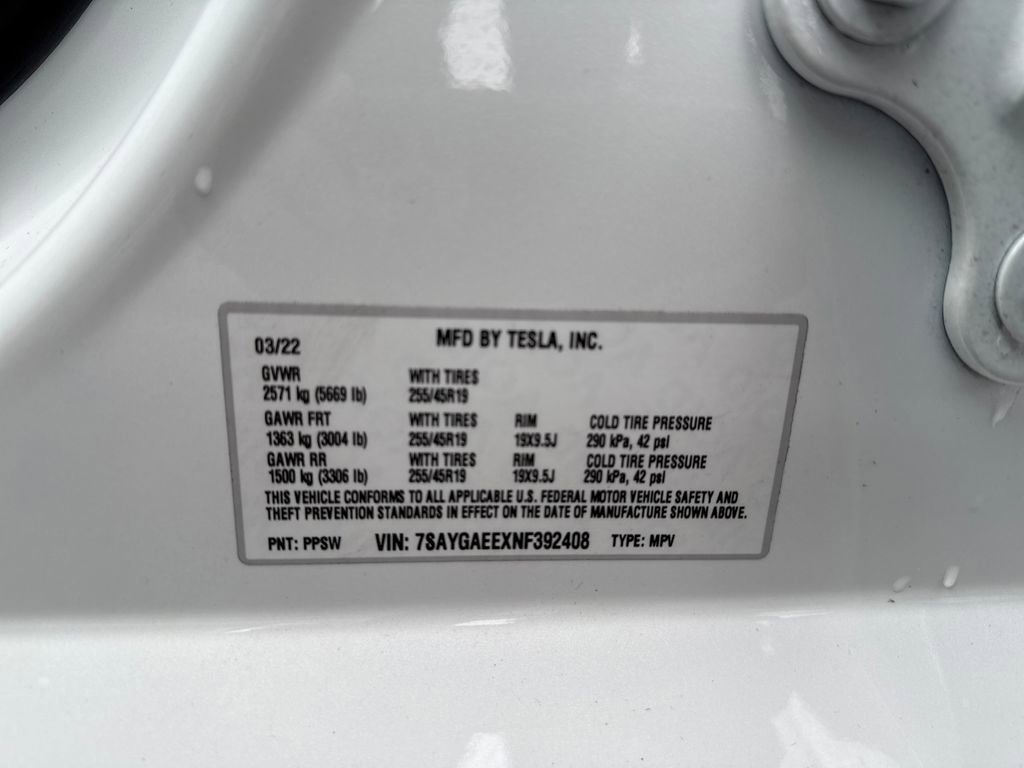 03/22 MFD BY TESLA, INC.
GVWR WITH TIRES
2571 kg (5669 lb) 255/45R19
GAWR FRT WITH TIRES RIM COLD TIRE PRESSURE
1363 kg (3004 lb) 255/45R19 19X9.5J 290 kPa, 42 psi
GAWR RR WITH TIRES RIM COLD TIRE PRESSURE
1500 kg (3306 lb) 255/45R19 19X9.5J 290 kPa, 42 psi
THIS VEHICLE CONFORMS TO ALL APPLICABLE U.S. FEDERAL MOTOR VEHICLE SAFETY AND
THEFT PREVENTION STANDARDS IN EFFECT ON THE DATE OF MANUFACTURE SHOWN ABOVE.
PNT: PPSW VIN: 7SAYGAEEXNF392408 TYPE: MPV